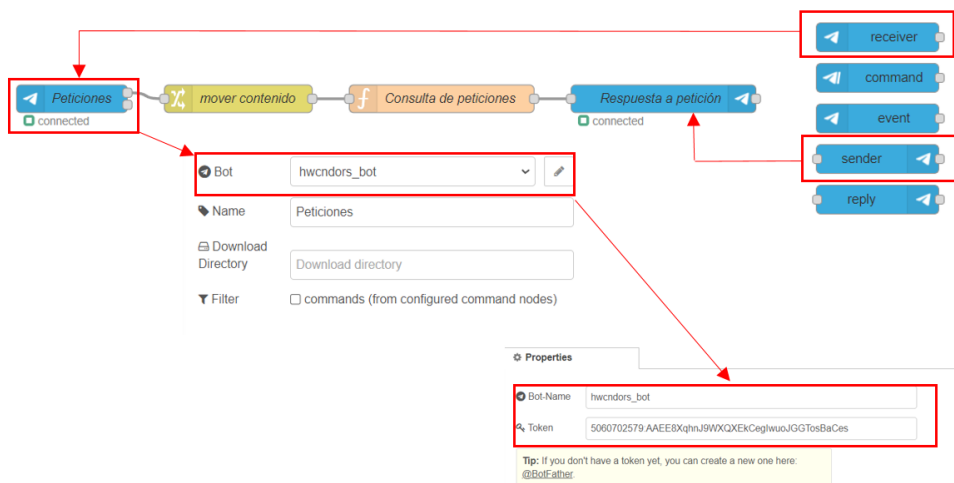 receiver
command
event
sender
reply
Peticiones
connected
mover contenido
Consulta de peticiones
Respuesta a petición
connected
Bot
hwcndors_bot
Name
Peticiones
Download
Directory
Download directory
Filter
commands (from configured command nodes)
Properties
Bot-Name
hwcndors_bot
Token
5060702579:AAEE8XqhnJ9WXQXEkCegIwuoJGGTosBaCes
Tip: If you don't have a token yet, you can create a new one here:
@BotFather.